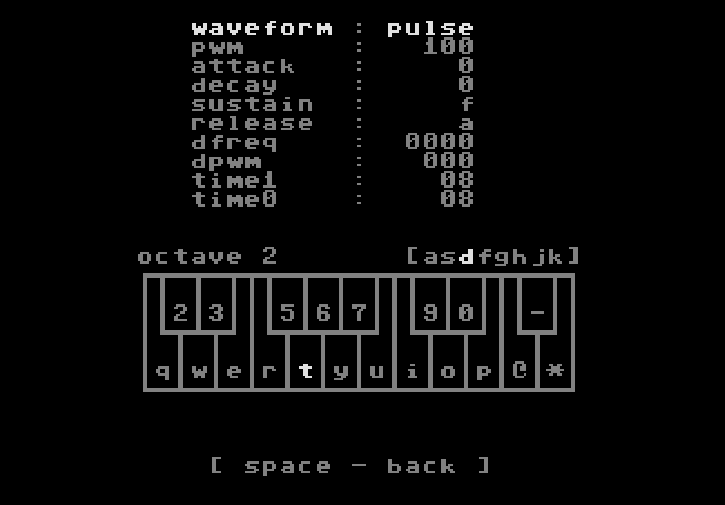 waveform : pulse
pwm : 100
attack : 0
decay : 0
sustain : f
release : a
dfreq : 0000
dpwm : 000
time1 : 08
time0 : 08
octave 2 [asdfghjk]
2 3 5 6 7 9 0 -
q w e r t y u i o p @ *
[ space - back ]